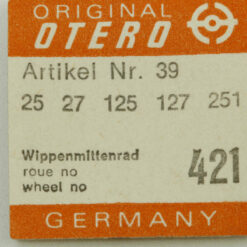 ORIGINAL
OTERO
Artikel Nr. 39
25 27 125 127 251
Wippenmittenrad
roue no
wheel no
421
GERMANY